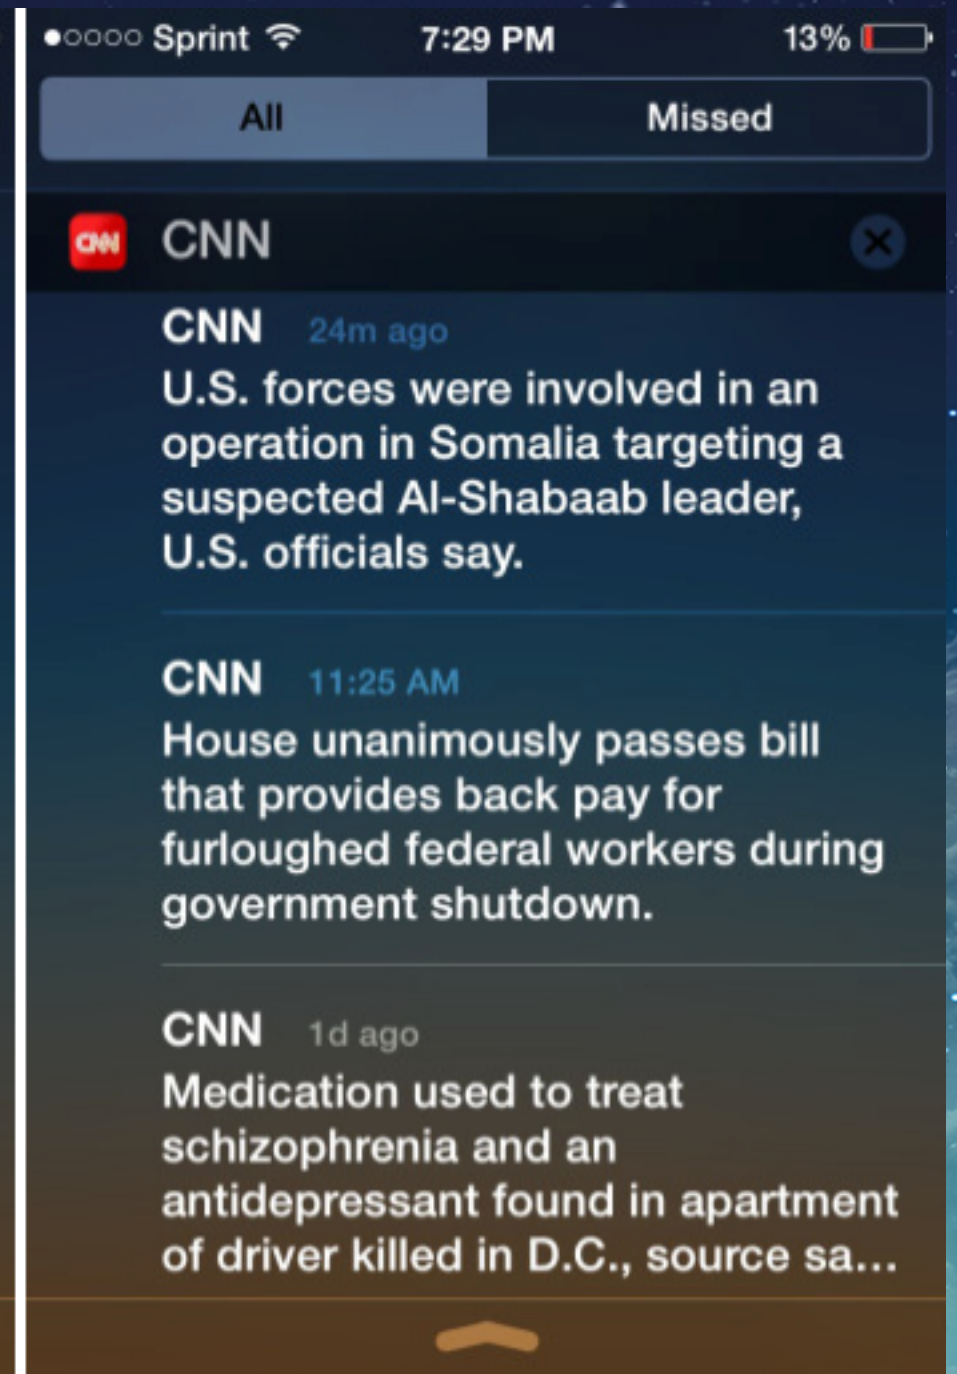 Sprint 7:29 PM 13%
All Missed
CNN CNN
CNN 24m ago
U.S. forces were involved in an
operation in Somalia targeting a
suspected Al-Shabaab leader,
U.S. officials say.
CNN 11:25 AM
House unanimously passes bill
that provides back pay for
furloughed federal workers during
government shutdown.
CNN 1d ago
Medication used to treat
schizophrenia and an
antidepressant found in apartment
of driver killed in D.C., source sa...